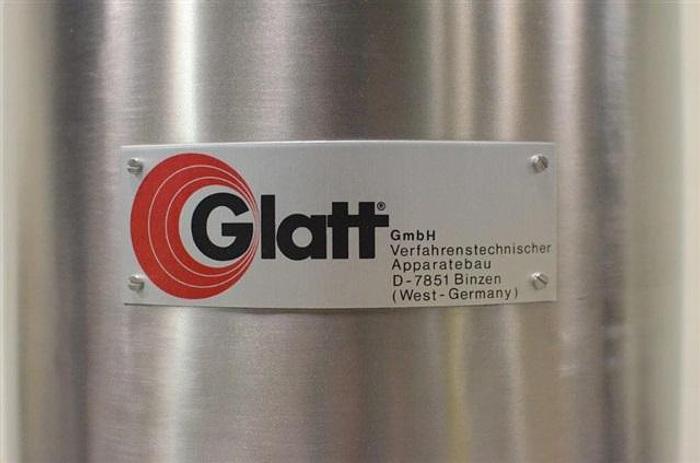 Glatt®
GmbH
Verfahrenstechnischer
Apparatebau
D-7851 Binzen
(West-Germany)